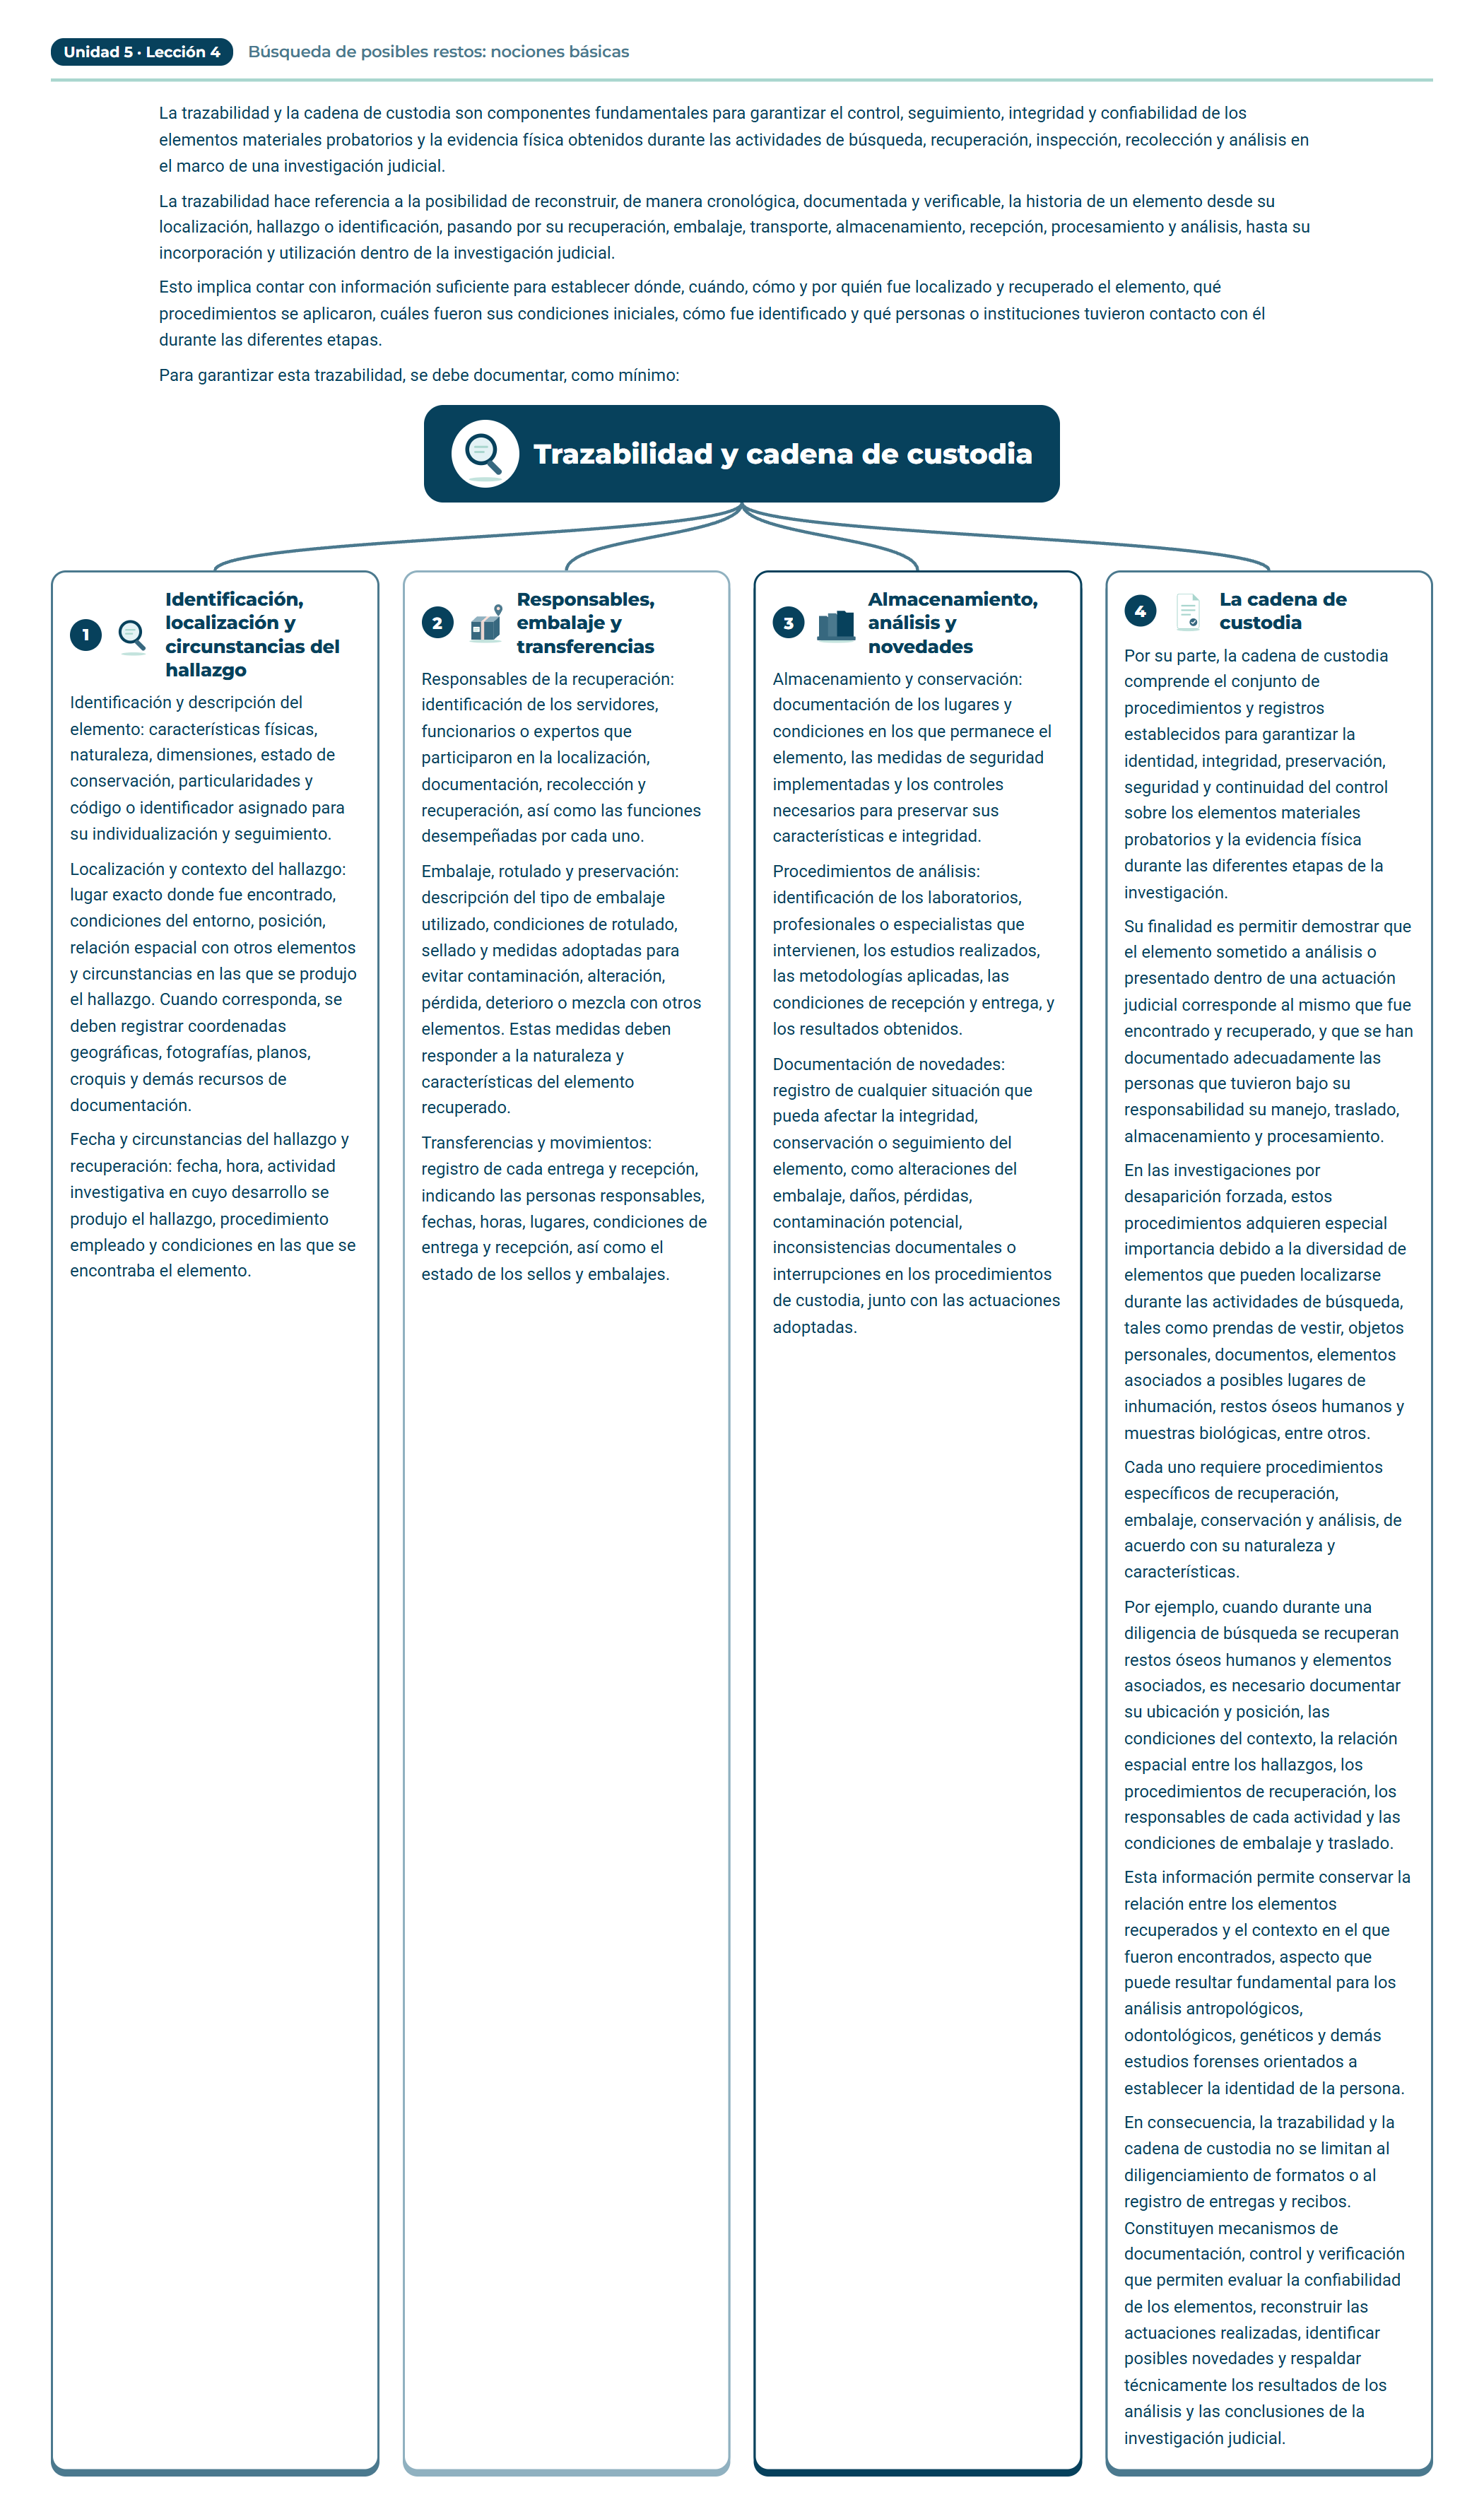 Unidad 5 · Lección 4
Búsqueda de posibles restos: nociones básicas
La trazabilidad y la cadena de custodia son componentes fundamentales para garantizar el control, seguimiento, integridad y confiabilidad de los
elementos materiales probatorios y la evidencia física obtenidos durante las actividades de búsqueda, recuperación, inspección, recolección y análisis en
el marco de una investigación judicial.
La trazabilidad hace referencia a la posibilidad de reconstruir, de manera cronológica, documentada y verificable, la historia de un elemento desde su
localización, hallazgo o identificación, pasando por su recuperación, embalaje, transporte, almacenamiento, recepción, procesamiento y análisis, hasta su
incorporación y utilización dentro de la investigación judicial.
Esto implica contar con información suficiente para establecer dónde, cuándo, cómo y por quién fue localizado y recuperado el elemento, qué
procedimientos se aplicaron, cuáles fueron sus condiciones iniciales, cómo fue identificado y qué personas o instituciones tuvieron contacto con él
durante las diferentes etapas.
Para garantizar esta trazabilidad, se debe documentar, como mínimo:
Trazabilidad y cadena de custodia
1
Identificación,
localización y
circunstancias del
hallazgo
Identificación y descripción del
elemento: características físicas,
naturaleza, dimensiones, estado de
conservación, particularidades y
código o identificador asignado para
su individualización y seguimiento.
Localización y contexto del hallazgo:
lugar exacto donde fue encontrado,
condiciones del entorno, posición,
relación espacial con otros elementos
y circunstancias en las que se produjo
el hallazgo. Cuando corresponda, se
deben registrar coordenadas
geográficas, fotografías, planos,
croquis y demás recursos de
documentación.
Fecha y circunstancias del hallazgo y
recuperación: fecha, hora, actividad
investigativa en cuyo desarrollo se
produjo el hallazgo, procedimiento
empleado y condiciones en las que se
encontraba el elemento.
2
Responsables,
embalaje y
transferencias
Responsables de la recuperación:
identificación de los servidores,
funcionarios o expertos que
participaron en la localización,
documentación, recolección y
recuperación, así como las funciones
desempeñadas por cada uno.
Embalaje, rotulado y preservación:
descripción del tipo de embalaje
utilizado, condiciones de rotulado,
sellado y medidas adoptadas para
evitar contaminación, alteración,
pérdida, deterioro o mezcla con otros
elementos. Estas medidas deben
responder a la naturaleza y
características del elemento
recuperado.
Transferencias y movimientos:
registro de cada entrega y recepción,
indicando las personas responsables,
fechas, horas, lugares, condiciones de
entrega y recepción, así como el
estado de los sellos y embalajes.
3
Almacenamiento,
análisis y
novedades
Almacenamiento y conservación:
documentación de los lugares y
condiciones en los que permanece el
elemento, las medidas de seguridad
implementadas y los controles
necesarios para preservar sus
características e integridad.
Procedimientos de análisis:
identificación de los laboratorios,
profesionales o especialistas que
intervienen, los estudios realizados,
las metodologías aplicadas, las
condiciones de recepción y entrega, y
los resultados obtenidos.
Documentación de novedades:
registro de cualquier situación que
pueda afectar la integridad,
conservación o seguimiento del
elemento, como alteraciones del
embalaje, daños, pérdidas,
contaminación potencial,
inconsistencias documentales o
interrupciones en los procedimientos
de custodia, junto con las actuaciones
adoptadas.
4
La cadena de
custodia
Por su parte, la cadena de custodia
comprende el conjunto de
procedimientos y registros
establecidos para garantizar la
identidad, integridad, preservación,
seguridad y continuidad del control
sobre los elementos materiales
probatorios y la evidencia física
durante las diferentes etapas de la
investigación.
Su finalidad es permitir demostrar que
el elemento sometido a análisis o
presentado dentro de una actuación
judicial corresponde al mismo que fue
encontrado y recuperado, y que se han
documentado adecuadamente las
personas que tuvieron bajo su
responsabilidad su manejo, traslado,
almacenamiento y procesamiento.
En las investigaciones por
desaparición forzada, estos
procedimientos adquieren especial
importancia debido a la diversidad de
elementos que pueden localizarse
durante las actividades de búsqueda,
tales como prendas de vestir, objetos
personales, documentos, elementos
asociados a posibles lugares de
inhumación, restos óseos humanos y
muestras biológicas, entre otros.
Cada uno requiere procedimientos
específicos de recuperación,
embalaje, conservación y análisis, de
acuerdo con su naturaleza y
características.
Por ejemplo, cuando durante una
diligencia de búsqueda se recuperan
restos óseos humanos y elementos
asociados, es necesario documentar
su ubicación y posición, las
condiciones del contexto, la relación
espacial entre los hallazgos, los
procedimientos de recuperación, los
responsables de cada actividad y las
condiciones de embalaje y traslado.
Esta información permite conservar la
relación entre los elementos
recuperados y el contexto en el que
fueron encontrados, aspecto que
puede resultar fundamental para los
análisis antropológicos,
odontológicos, genéticos y demás
estudios forenses orientados a
establecer la identidad de la persona.
En consecuencia, la trazabilidad y la
cadena de custodia no se limitan al
diligenciamiento de formatos o al
registro de entregas y recibos.
Constituyen mecanismos de
documentación, control y verificación
que permiten evaluar la confiabilidad
de los elementos, reconstruir las
actuaciones realizadas, identificar
posibles novedades y respaldar
técnicamente los resultados de los
análisis y las conclusiones de la
investigación judicial.